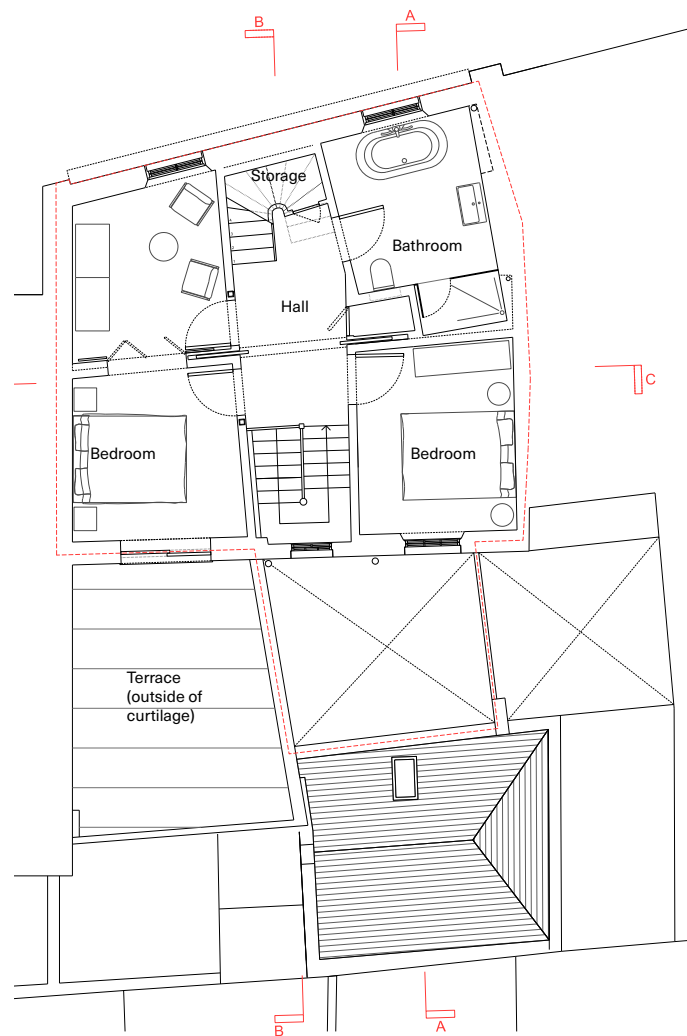 B
A
Storage
Bathroom
Hall
C
Bedroom
Bedroom
Terrace
(outside of
curtilage)
B
A